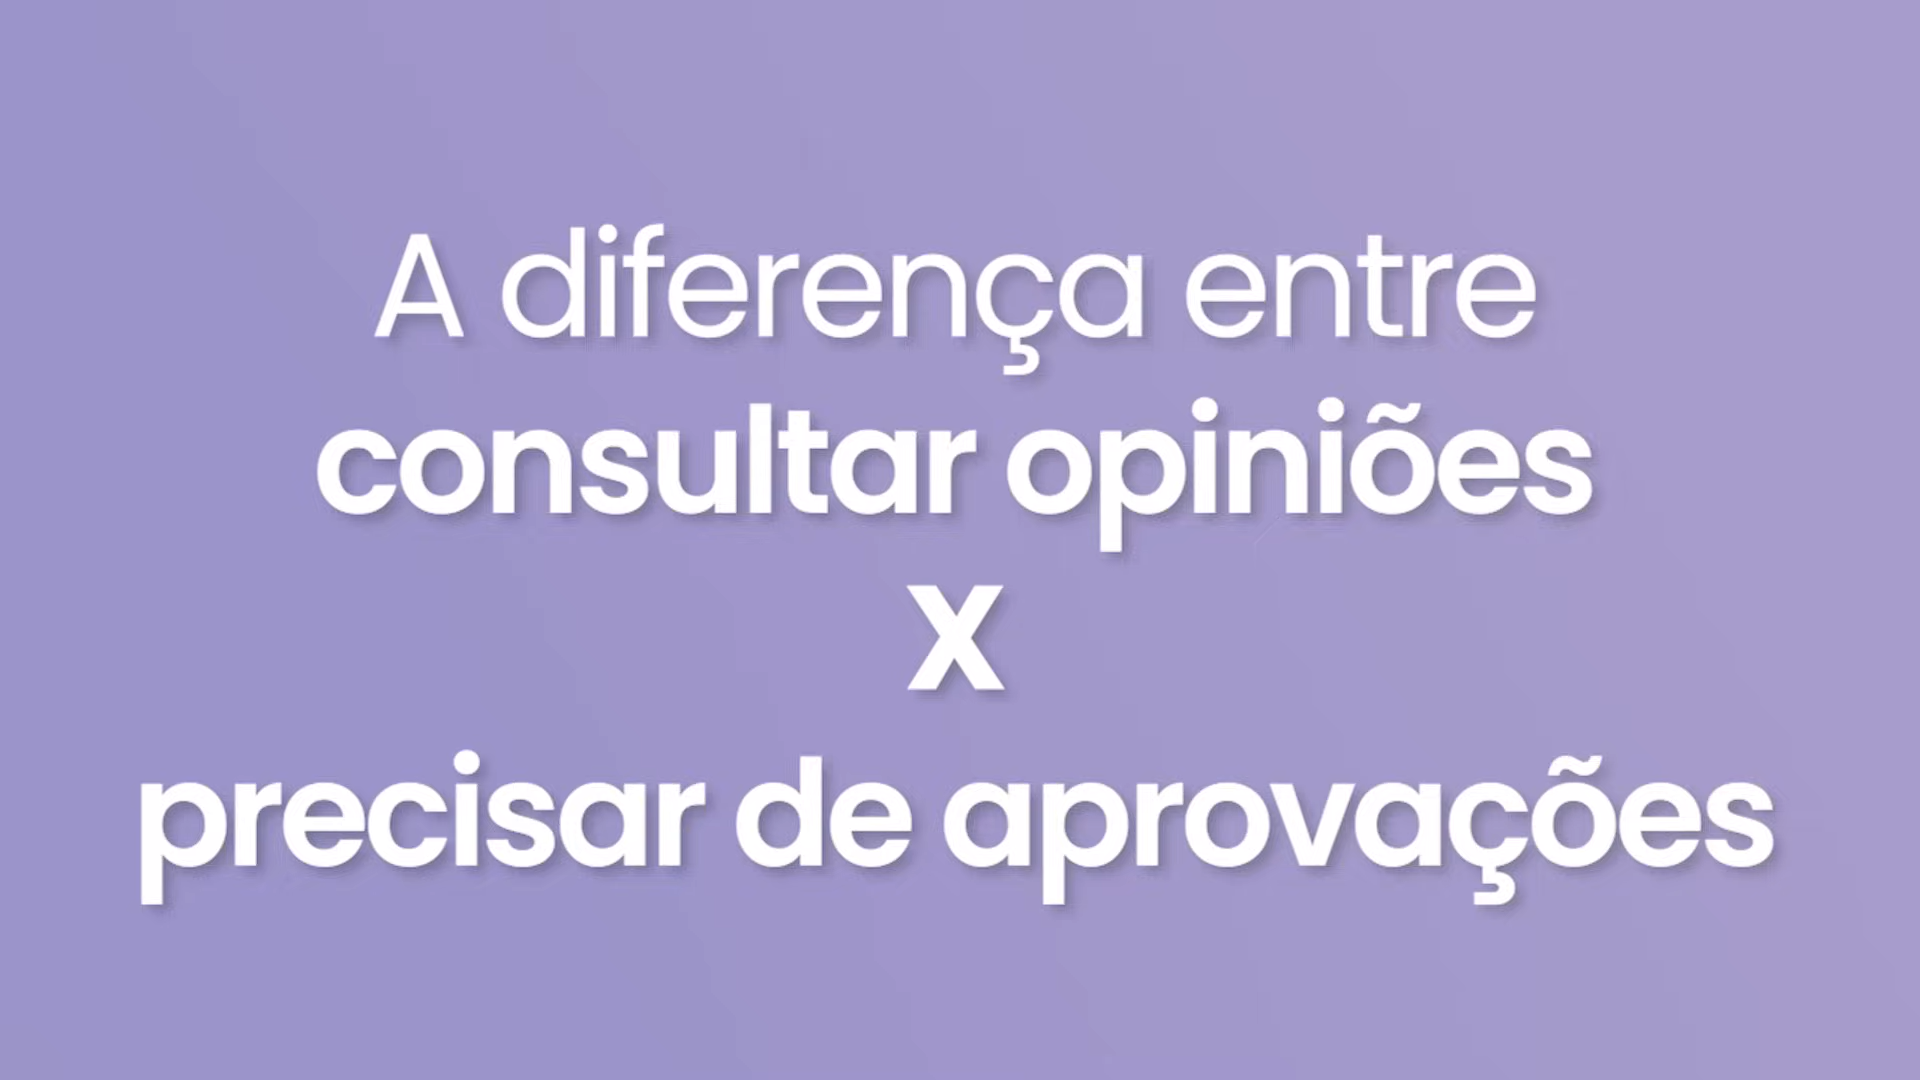 A diferença entre
consultar opiniões
x
precisar de aprovações